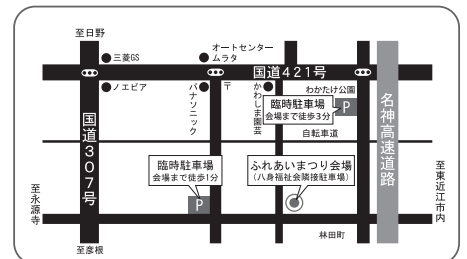 至日野
三菱GS
オートセンター
ムラタ
国道421号
ノエビア
パナソニック
〒
かわしま園芸
わかたけ公園
臨時駐車場
会場まで徒歩3分
P
名神高速道路
国道307号
自転車道
臨時駐車場
会場まで徒歩1分
P
ふれあいまつり会場
(八身福祉会隣接駐車場)
至永源寺
至東近江市内
林田町
至彦根